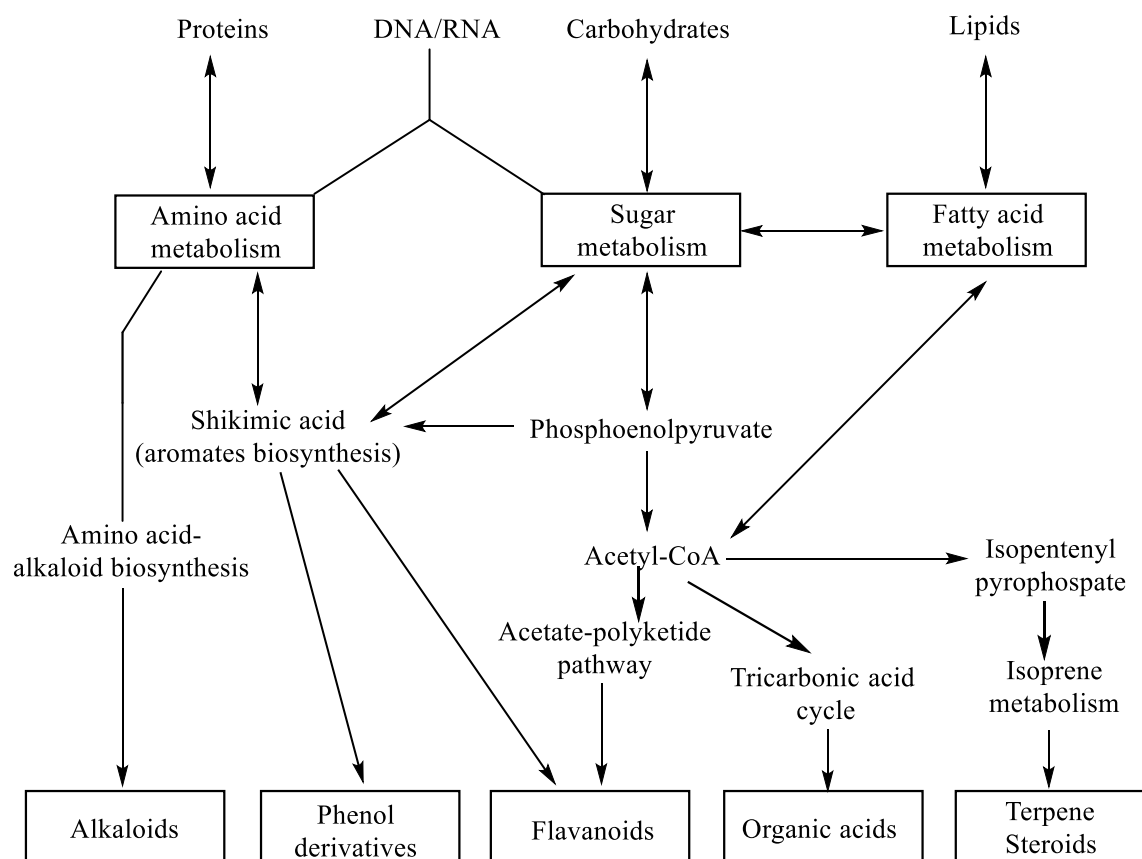 Proteins
DNA/RNA
Carbohydrates
Lipids
Amino acid
metabolism
Sugar
metabolism
Fatty acid
metabolism
Shikimic acid
(aromates biosynthesis)
Phosphoenolpyruvate
Amino acid-
alkaloid biosynthesis
Acetyl-CoA
Isopentenyl
pyrophospate
Acetate-polyketide
pathway
Tricarbonic acid
cycle
Isoprene
metabolism
Alkaloids
Phenol
derivatives
Flavanoids
Organic acids
Terpene
Steroids